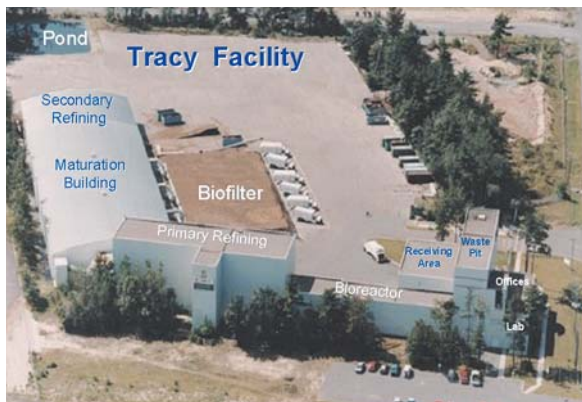 Pond
Tracy Facility
Secondary
Refining
Maturation
Building
Biofilter
Primary Refining
Receiving
Area
Waste
Pit
Bioreactor
Offices
Lab